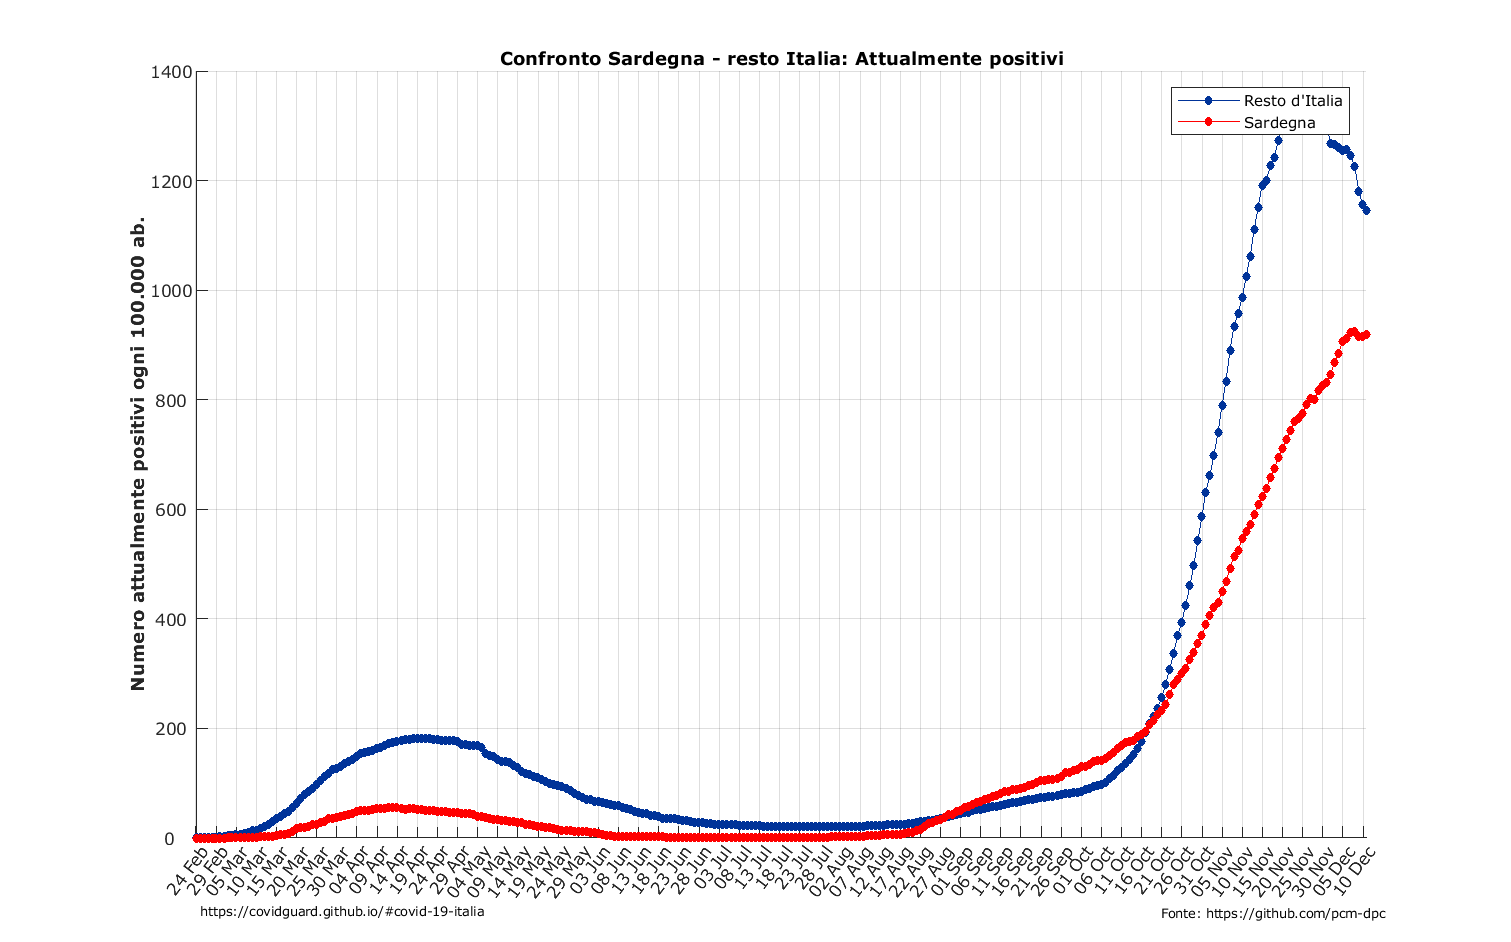 Confronto Sardegna - resto Italia: Attualmente positivi
1400
1200
1000
800
600
400
200
0
Numero attualmente positivi ogni 100.000 ab.
Resto d'Italia
Sardegna
24 Feb
29 Feb
05 Mar
10 Mar
15 Mar
20 Mar
25 Mar
30 Mar
04 Apr
09 Apr
14 Apr
19 Apr
24 Apr
29 Apr
04 May
09 May
14 May
19 May
24 May
29 May
03 Jun
08 Jun
13 Jun
18 Jun
23 Jun
28 Jun
03 Jul
08 Jul
13 Jul
18 Jul
23 Jul
28 Jul
02 Aug
07 Aug
12 Aug
17 Aug
22 Aug
27 Aug
01 Sep
06 Sep
11 Sep
16 Sep
21 Sep
26 Sep
01 Oct
06 Oct
11 Oct
16 Oct
21 Oct
26 Oct
31 Oct
05 Nov
10 Nov
15 Nov
20 Nov
25 Nov
30 Nov
05 Dec
10 Dec
https://covidguard.github.io/#covid-19-italia
Fonte: https://github.com/pcm-dpc